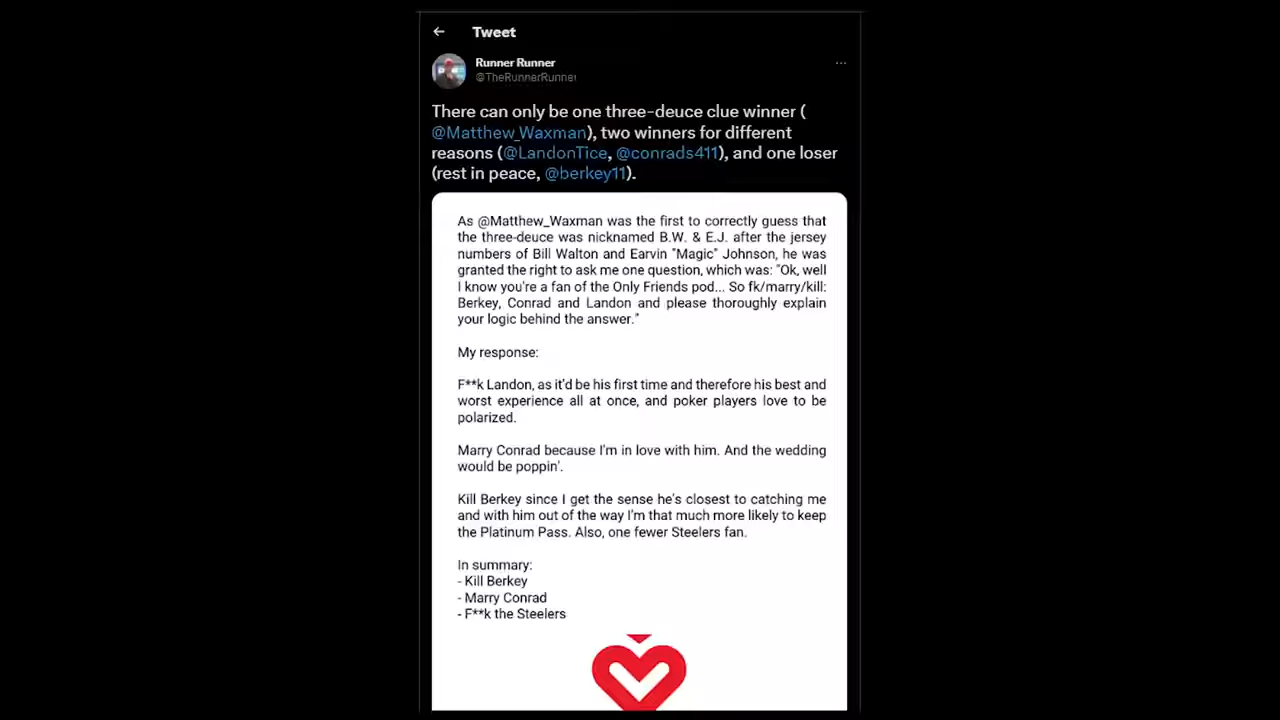 Tweet
Runner Runner
@TheRunnerRunner
There can only be one three-deuce clue winner (
@Matthew_Waxman), two winners for different
reasons (@LandonTice, @conrads411), and one loser
(rest in peace, @berkey11).
As @Matthew_Waxman was the first to correctly guess that
the three-deuce was nicknamed B.W. & E.J. after the jersey
numbers of Bill Walton and Earvin "Magic" Johnson, he was
granted the right to ask me one question, which was: "Ok, well
I know you're a fan of the Only Friends pod... So fk/marry/kill:
Berkey, Conrad and Landon and please thoroughly explain
your logic behind the answer."
My response:
F**k Landon, as it'd be his first time and therefore his best and
worst experience all at once, and poker players love to be
polarized.
Marry Conrad because I'm in love with him. And the wedding
would be poppin'.
Kill Berkey since I get the sense he's closest to catching me
and with him out of the way I'm that much more likely to keep
the Platinum Pass. Also, one fewer Steelers fan.
In summary:
- Kill Berkey
- Marry Conrad
- F**k the Steelers